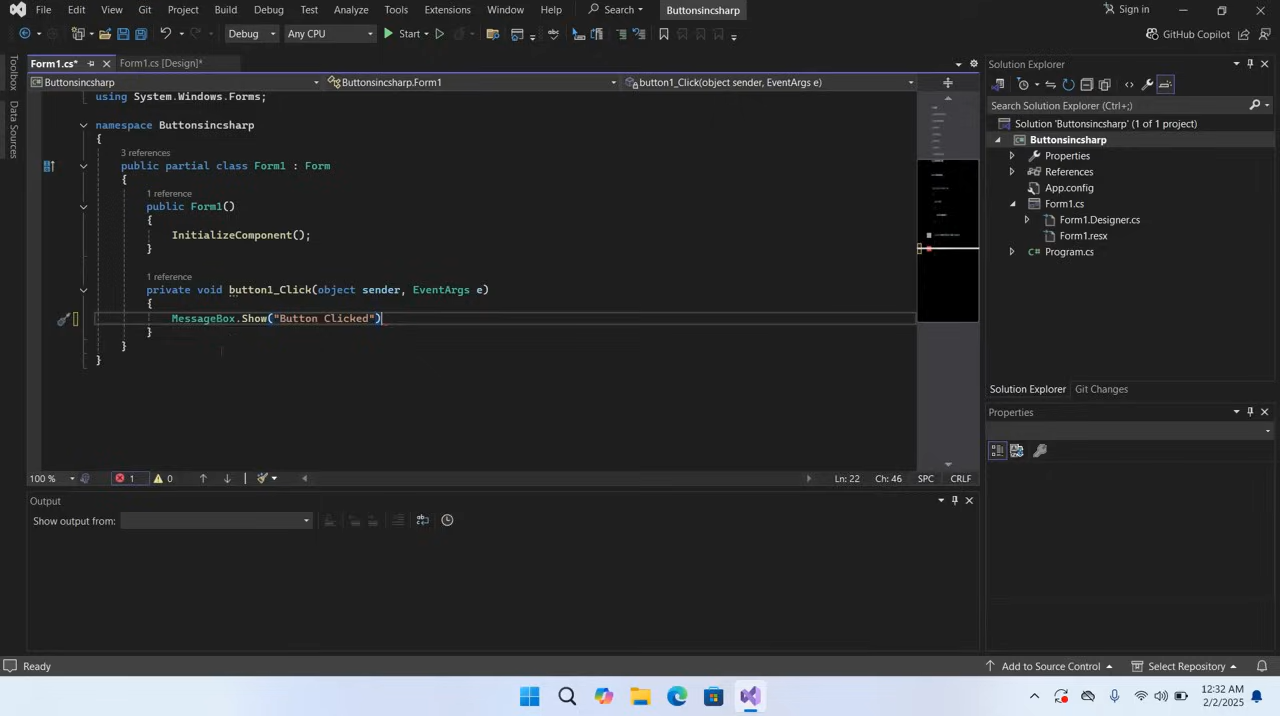 File Edit View Git Project Build Debug Test Analyze Tools Extensions Window Help Search Buttonsincsharp Sign in
Debug Any CPU Start GitHub Copilot
Form1.cs* Form1.cs [Design]*
Buttonsincsharp Buttonsincsharp.Form1 button1_Click(object sender, EventArgs e)
using System.Windows.Forms;
namespace Buttonsincsharp
{
3 references
public partial class Form1 : Form
{
1 reference
public Form1()
{
InitializeComponent();
}
1 reference
private void button1_Click(object sender, EventArgs e)
{
MessageBox.Show("Button Clicked")
}
}
}
100 % 1 0 Ln: 22 Ch: 46 SPC CRLF
Output
Show output from:
Toolbox
Data Sources
Solution Explorer
Search Solution Explorer (Ctrl+;)
Solution 'Buttonsincsharp' (1 of 1 project)
Buttonsincsharp
Properties
References
App.config
Form1.cs
Form1.Designer.cs
Form1.resx
Program.cs
Solution Explorer Git Changes
Properties
Ready Add to Source Control Select Repository
12:32 AM
2/2/2025